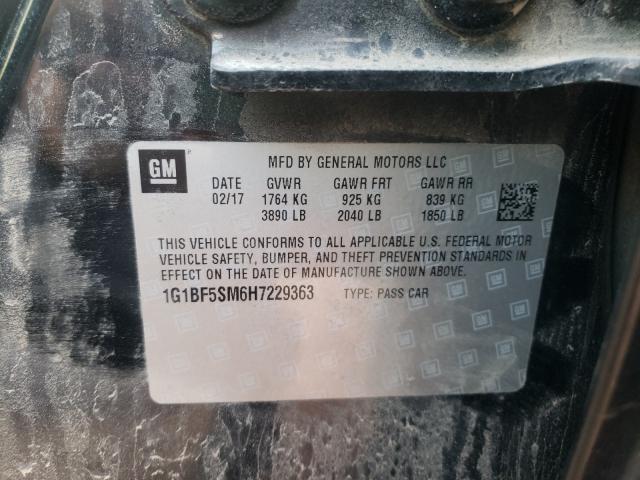 GM
MFD BY GENERAL MOTORS LLC
DATE GVWR GAWR FRT GAWR RR
02/17 1764 KG 925 KG 839 KG
3890 LB 2040 LB 1850 LB
THIS VEHICLE CONFORMS TO ALL APPLICABLE U.S. FEDERAL MOTOR
VEHICLE SAFETY, BUMPER, AND THEFT PREVENTION STANDARDS IN
EFFECT ON THE DATE OF MANUFACTURE SHOWN ABOVE.
1G1BF5SM6H7229363 TYPE: PASS CAR